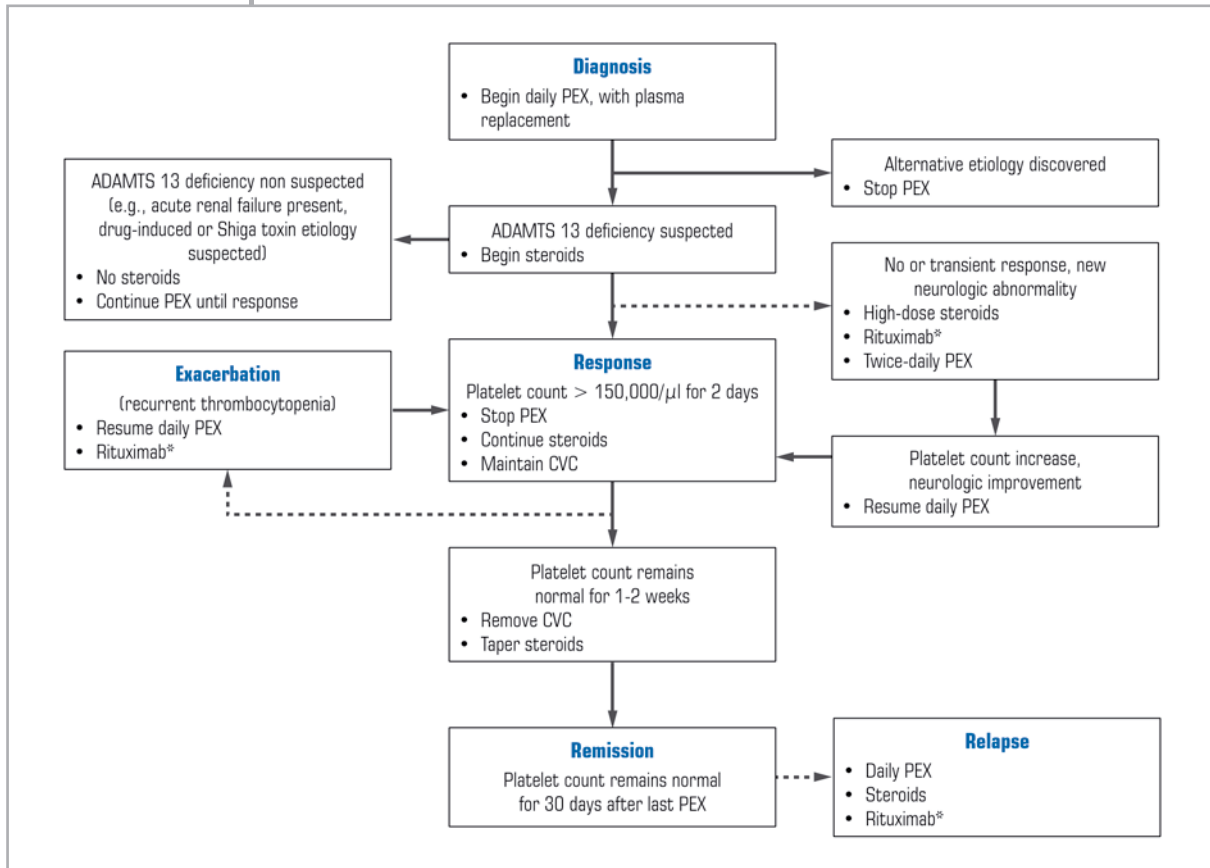 Diagnosis
• Begin daily PEX, with plasma
replacement
Alternative etiology discovered
• Stop PEX
ADAMTS 13 deficiency non suspected
(e.g., acute renal failure present,
drug-induced or Shiga toxin etiology
suspected)
• No steroids
• Continue PEX until response
ADAMTS 13 deficiency suspected
• Begin steroids
No or transient response, new
neurologic abnormality
• High-dose steroids
• Rituximab*
• Twice-daily PEX
Exacerbation
(recurrent thrombocytopenia)
• Resume daily PEX
• Rituximab*
Response
Platelet count > 150,000/µl for 2 days
• Stop PEX
• Continue steroids
• Maintain CVC
Platelet count increase,
neurologic improvement
• Resume daily PEX
Platelet count remains
normal for 1-2 weeks
• Remove CVC
• Taper steroids
Remission
Platelet count remains normal
for 30 days after last PEX
Relapse
• Daily PEX
• Steroids
• Rituximab*